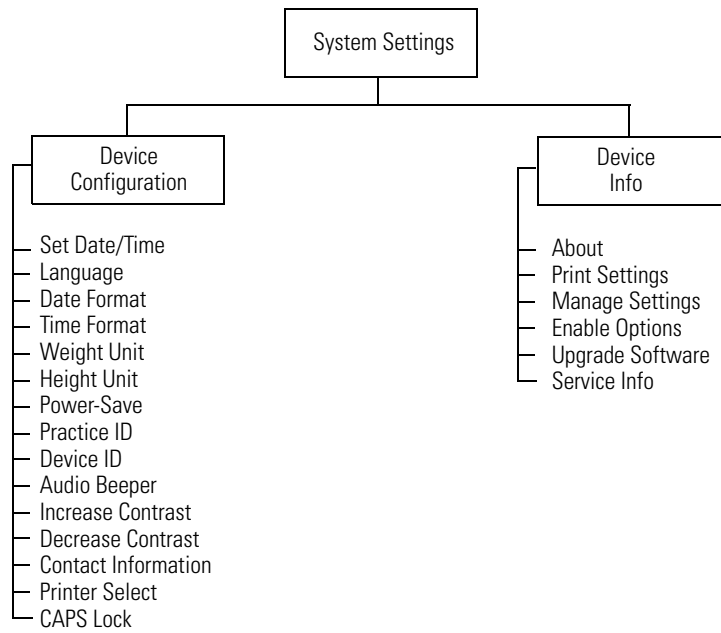 System Settings
Device
Configuration
Set Date/Time
Language
Date Format
Time Format
Weight Unit
Height Unit
Power-Save
Practice ID
Device ID
Audio Beeper
Increase Contrast
Decrease Contrast
Contact Information
Printer Select
CAPS Lock
Device
Info
About
Print Settings
Manage Settings
Enable Options
Upgrade Software
Service Info